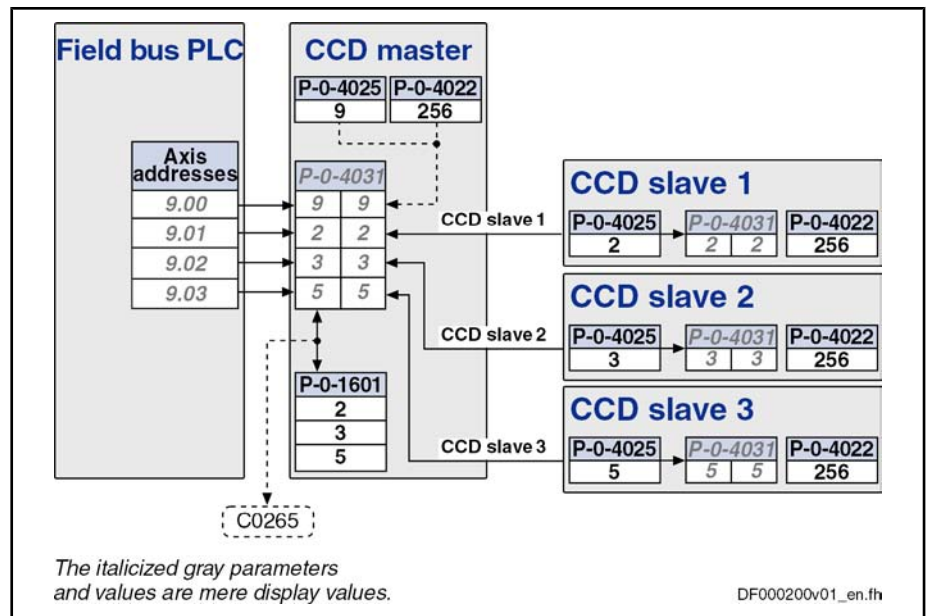 Field bus PLC
CCD master
P-0-4025 P-0-4022
9 256
Axis
addresses
9.00
9.01
9.02
9.03
P-0-4031
9 9
2 2
3 3
5 5
P-0-1601
2
3
5
C0265
CCD slave 1
CCD slave 2
CCD slave 3
CCD slave 1
P-0-4025 P-0-4031 P-0-4022
2 2 2 256
CCD slave 2
P-0-4025 P-0-4031 P-0-4022
3 3 3 256
CCD slave 3
P-0-4025 P-0-4031 P-0-4022
5 5 5 256
The italicized gray parameters
and values are mere display values.
DF000200v01_en.fh